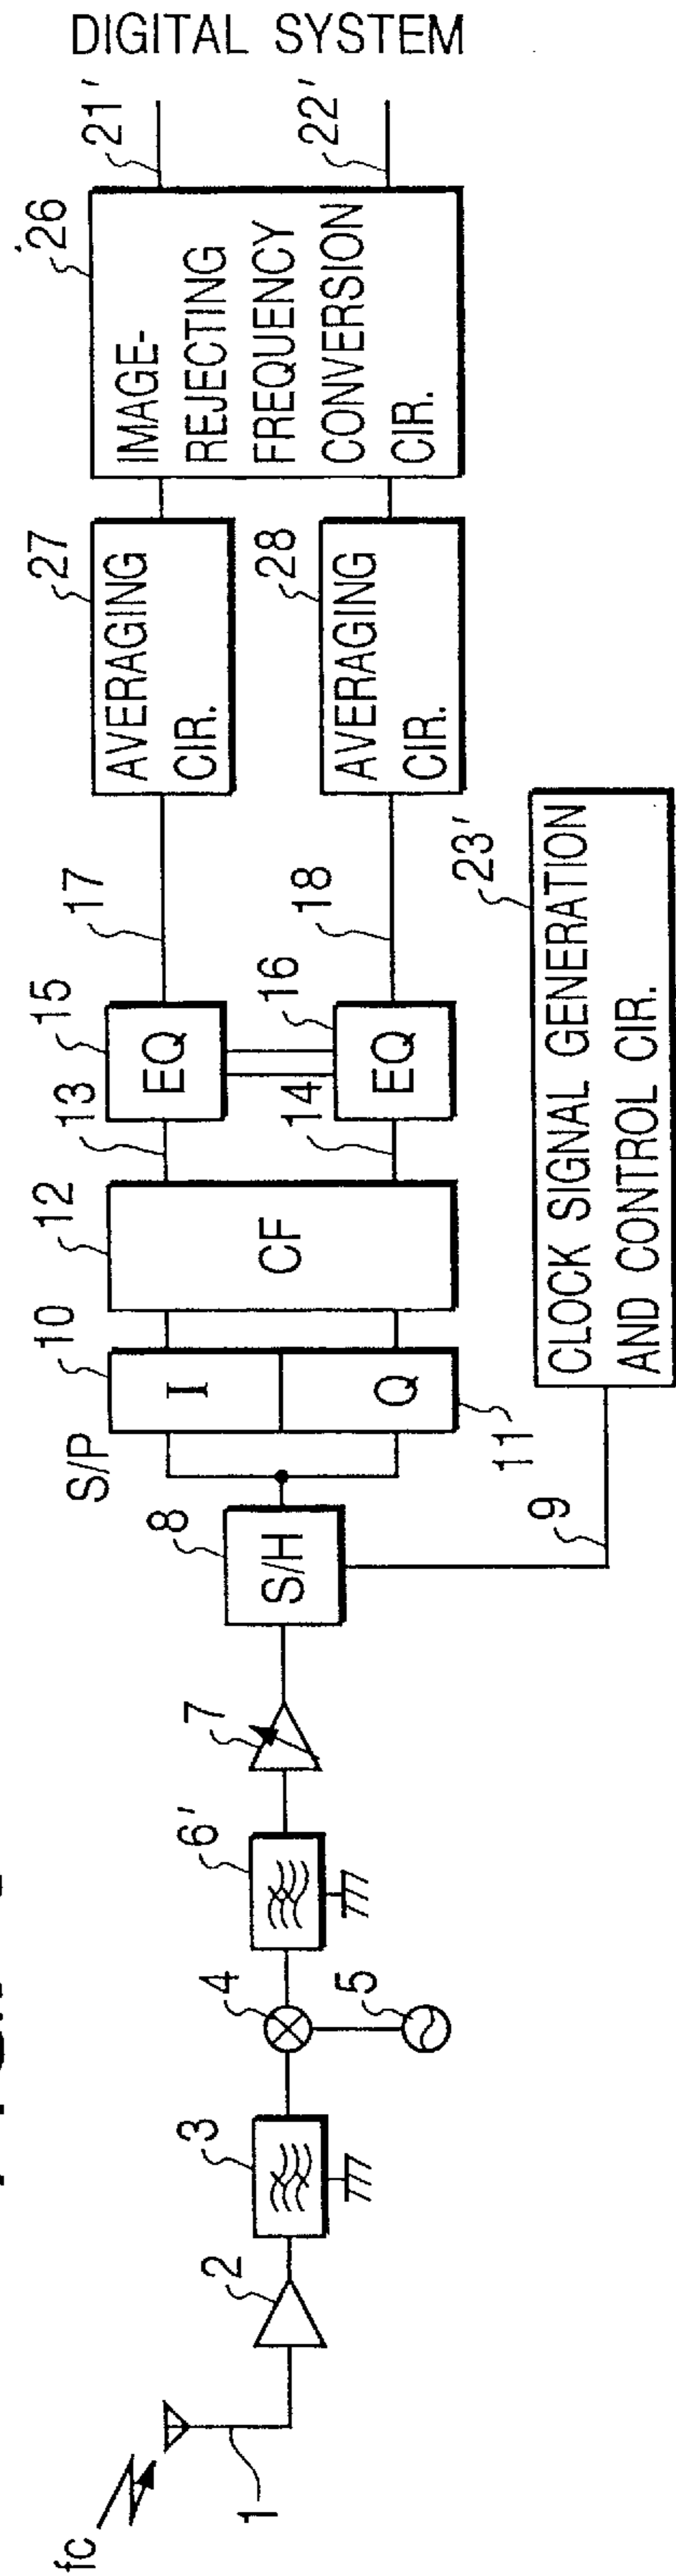 DIGITAL SYSTEM
fc
1
2
3
4
5
6'
7
8
S/H
9
S/P
10
I
Q
11
12
CF
13
14
15
EQ
16
EQ
17
18
27
AVERAGING
CIR.
28
AVERAGING
CIR.
26
IMAGE-
REJECTING
FREQUENCY
CONVERSION
CIR.
21'
22'
23'
CLOCK SIGNAL GENERATION
AND CONTROL CIR.